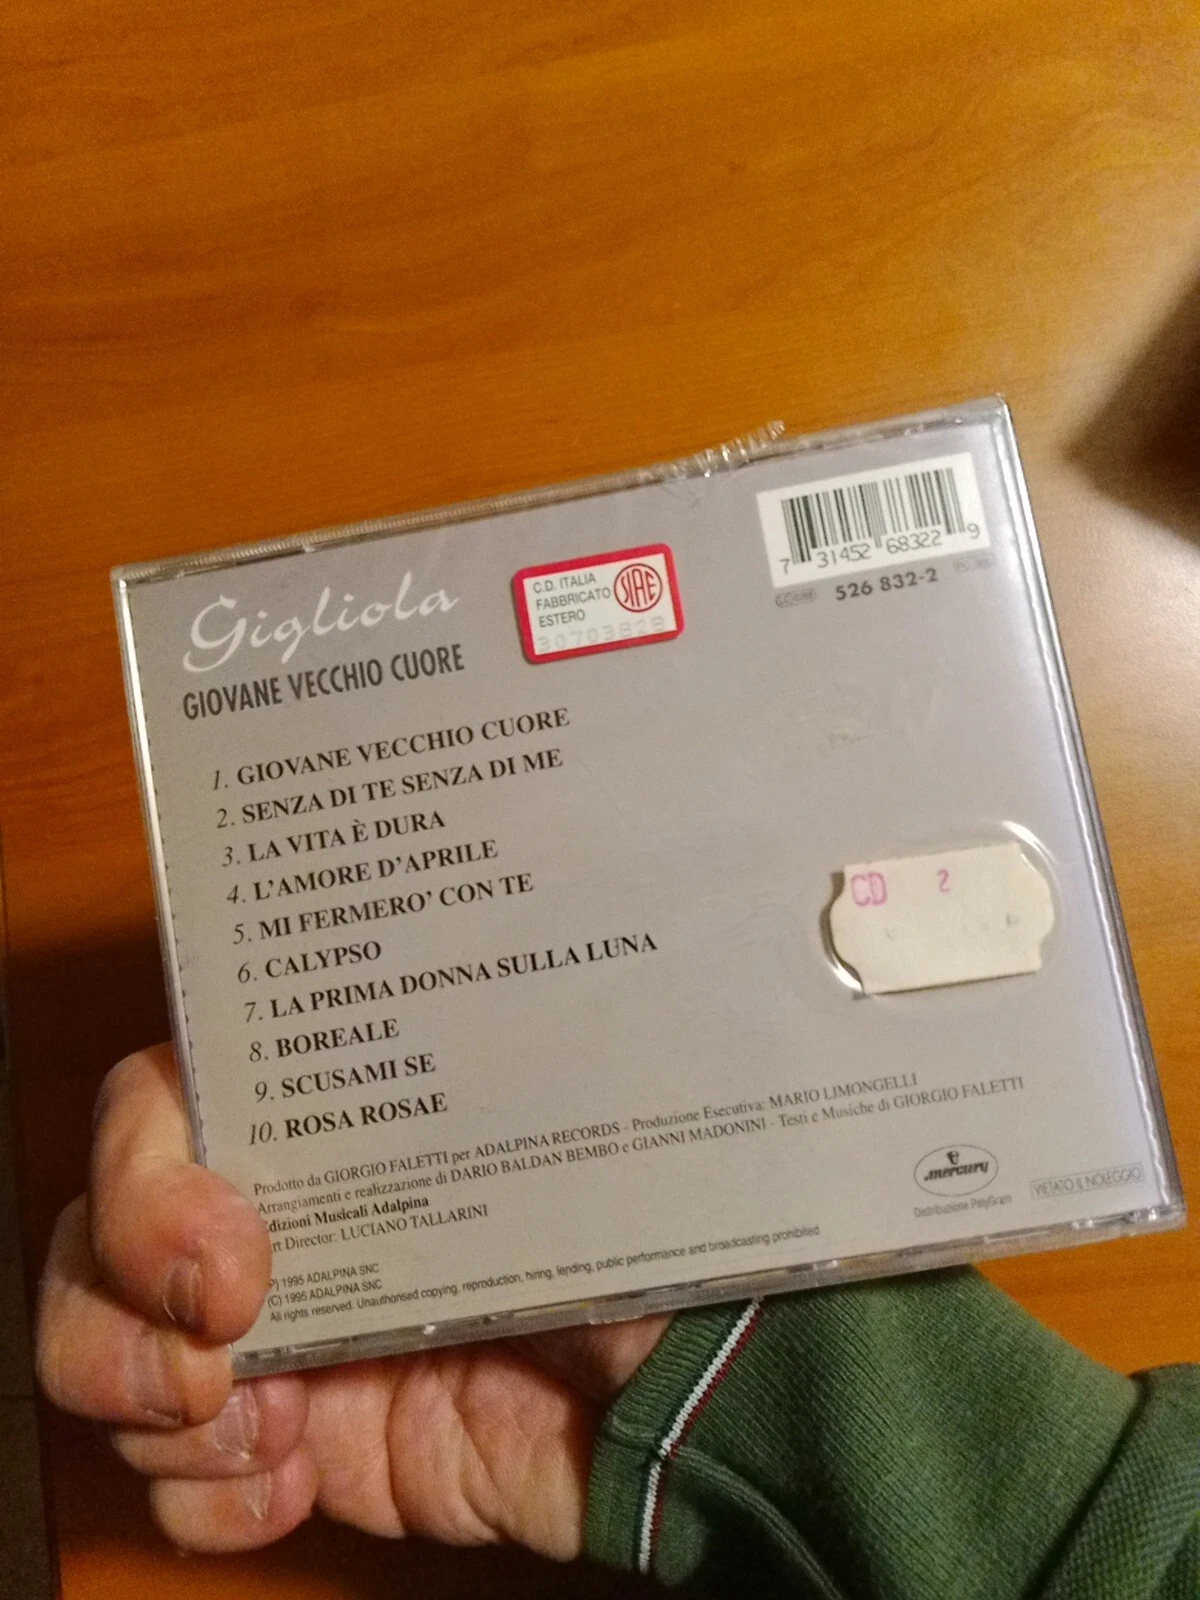 7 31452 68322 9
526 832-2
C.D. ITALIA
FABBRICATO
ESTERO
SIAE
30703828
Gigliola
GIOVANE VECCHIO CUORE
1. GIOVANE VECCHIO CUORE
2. SENZA DI TE SENZA DI ME
3. LA VITA È DURA
4. L'AMORE D'APRILE
5. MI FERMERO' CON TE
6. CALYPSO
7. LA PRIMA DONNA SULLA LUNA
8. BOREALE
9. SCUSAMI SE
10. ROSA ROSAE
CD 2
Prodotto da GIORGIO FALETTI per ADALPINA RECORDS - Produzione Esecutiva: MARIO LIMONGELLI
Arrangiamenti e realizzazione di DARIO BALDAN BEMBO e GIANNI MADONINI - Testi e Musiche di GIORGIO FALETTI
dizioni Musicali Adalpina
rt Director: LUCIANO TALLARINI
mercury
Distribuzione PolyGram
VIETATO IL NOLEGGIO
P) 1995 ADALPINA SNC
(C) 1995 ADALPINA SNC
All rights reserved. Unauthorised copying, reproduction, hiring, lending, public performance and broadcasting prohibited